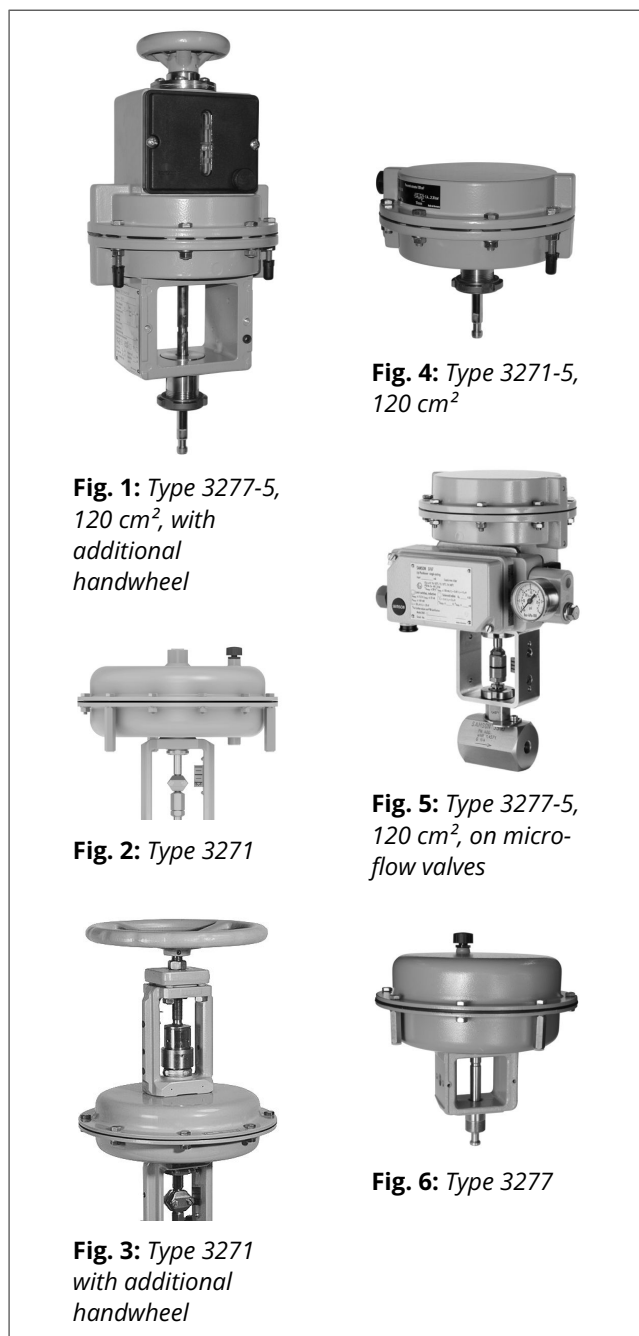 Fig. 1: Type 3277-5,
120 cm², with
additional
handwheel
Fig. 2: Type 3271
Fig. 3: Type 3271
with additional
handwheel
Fig. 4: Type 3271-5,
120 cm²
SAMSON
Fig. 5: Type 3277-5,
120 cm², on micro-
flow valves
Fig. 6: Type 3277